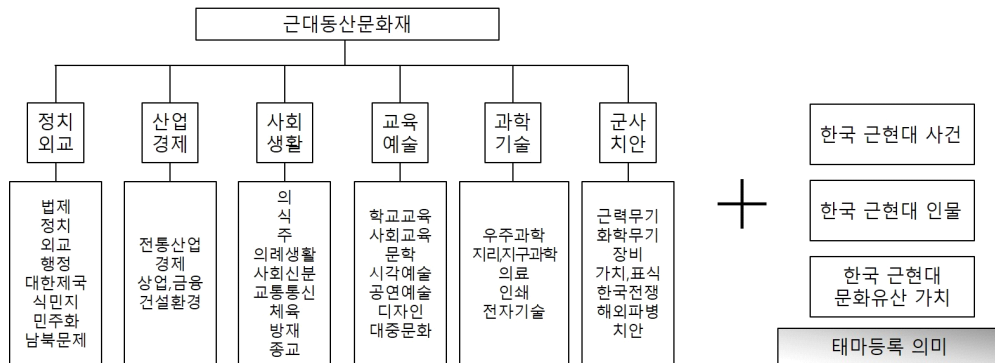 근대동산문화재
정치
외교
산업
경제
사회
생활
교육
예술
과학
기술
군사
치안
법제
정치
외교
행정
대한제국
식민지
민주화
남북문제
전통산업
경제
상업,금융
건설환경
의
식
주
의례생활
사회신분
교통통신
체육
방재
종교
학교교육
사회교육
문학
시각예술
공연예술
디자인
대중문화
우주과학
지리,지구과학
의료
인쇄
전자기술
근력무기
화학무기
장비
가치,표식
한국전쟁
해외파병
치안
한국 근현대 사건
한국 근현대 인물
한국 근현대
문화유산 가치
태마등록 의미